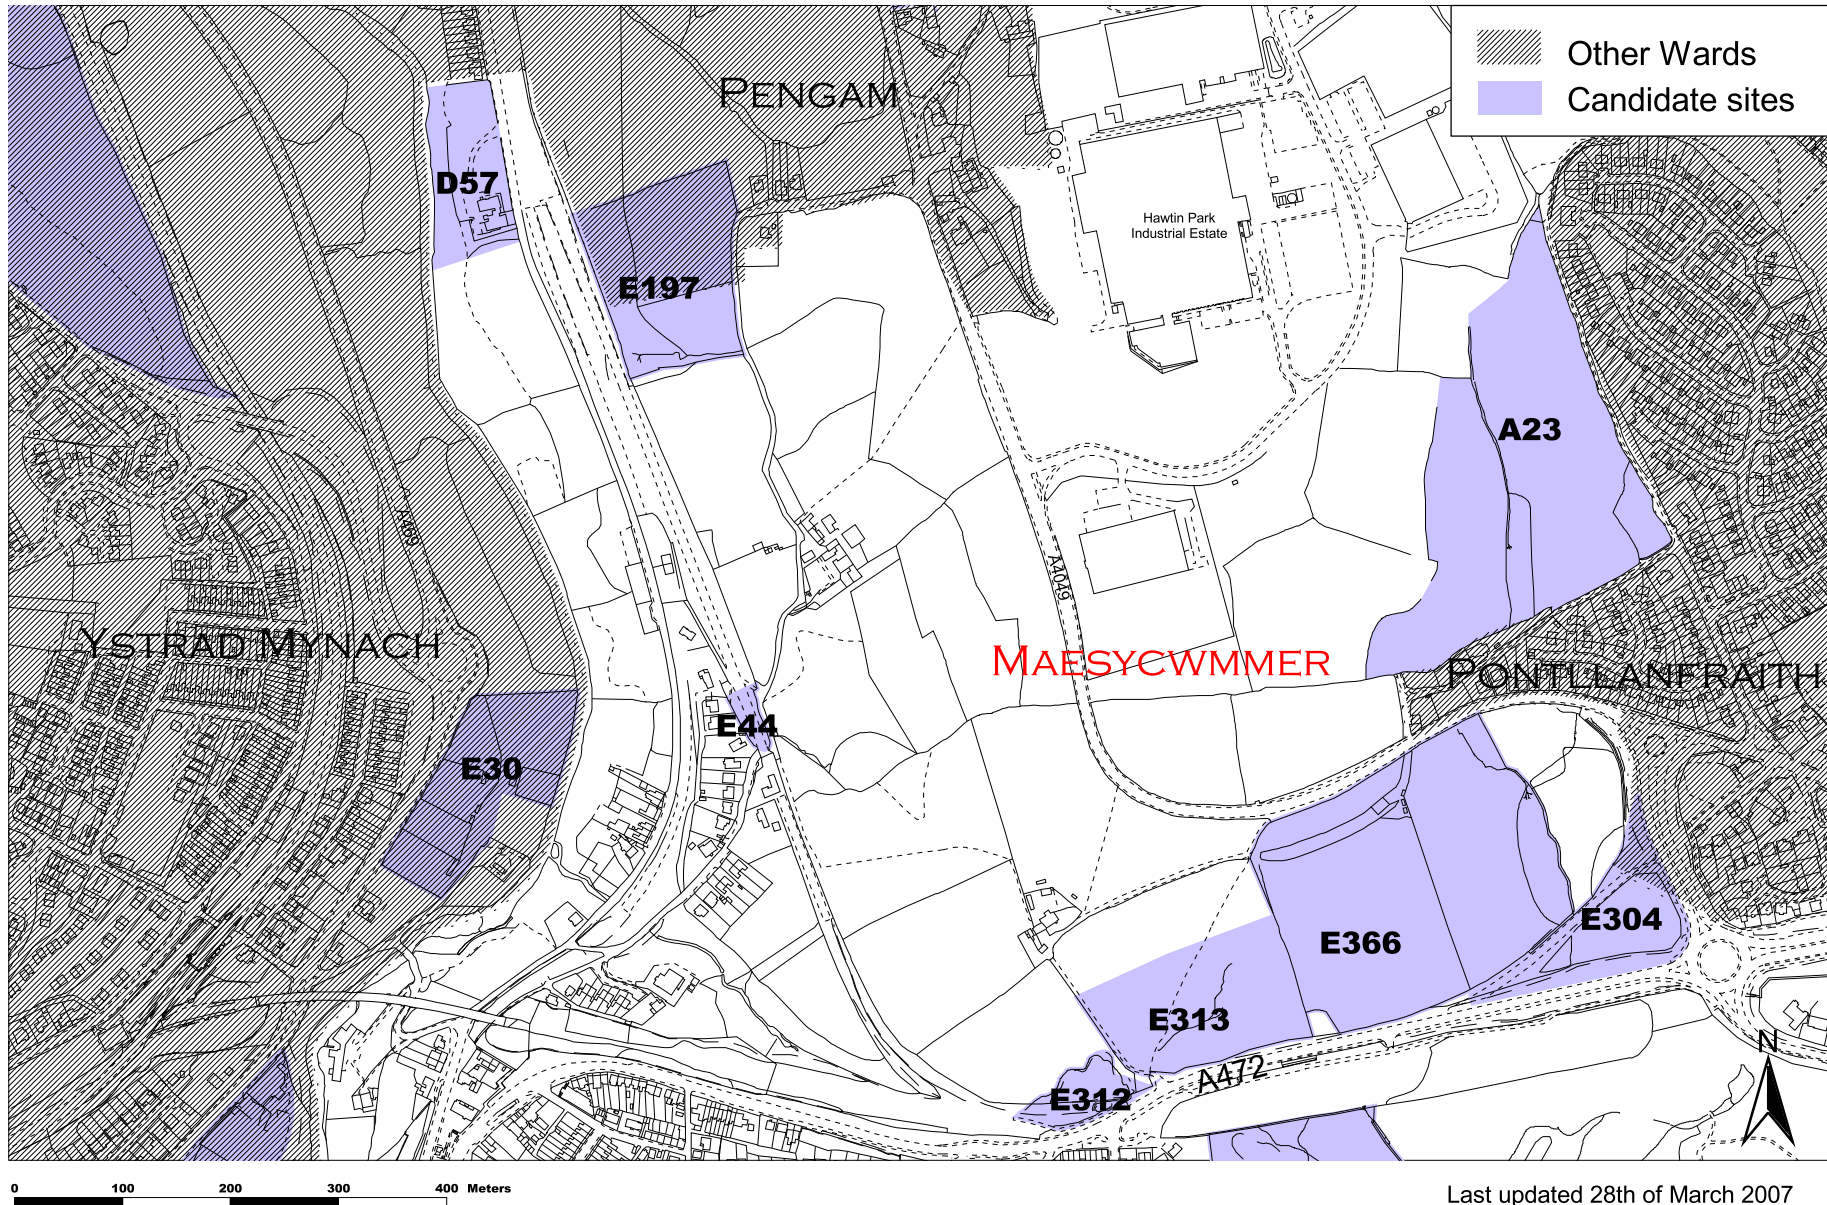 Other Wards
Candidate sites
PENGAM
D57
Hawtin Park
Industrial Estate
E197
A23
A469
A4049
YSTRAD MYNACH
MAESYCWMMER
PONTLLANFRAITH
E44
E30
E304
E366
E313
A472
E312
N
0 100 200 300 400 Meters
Last updated 28th of March 2007